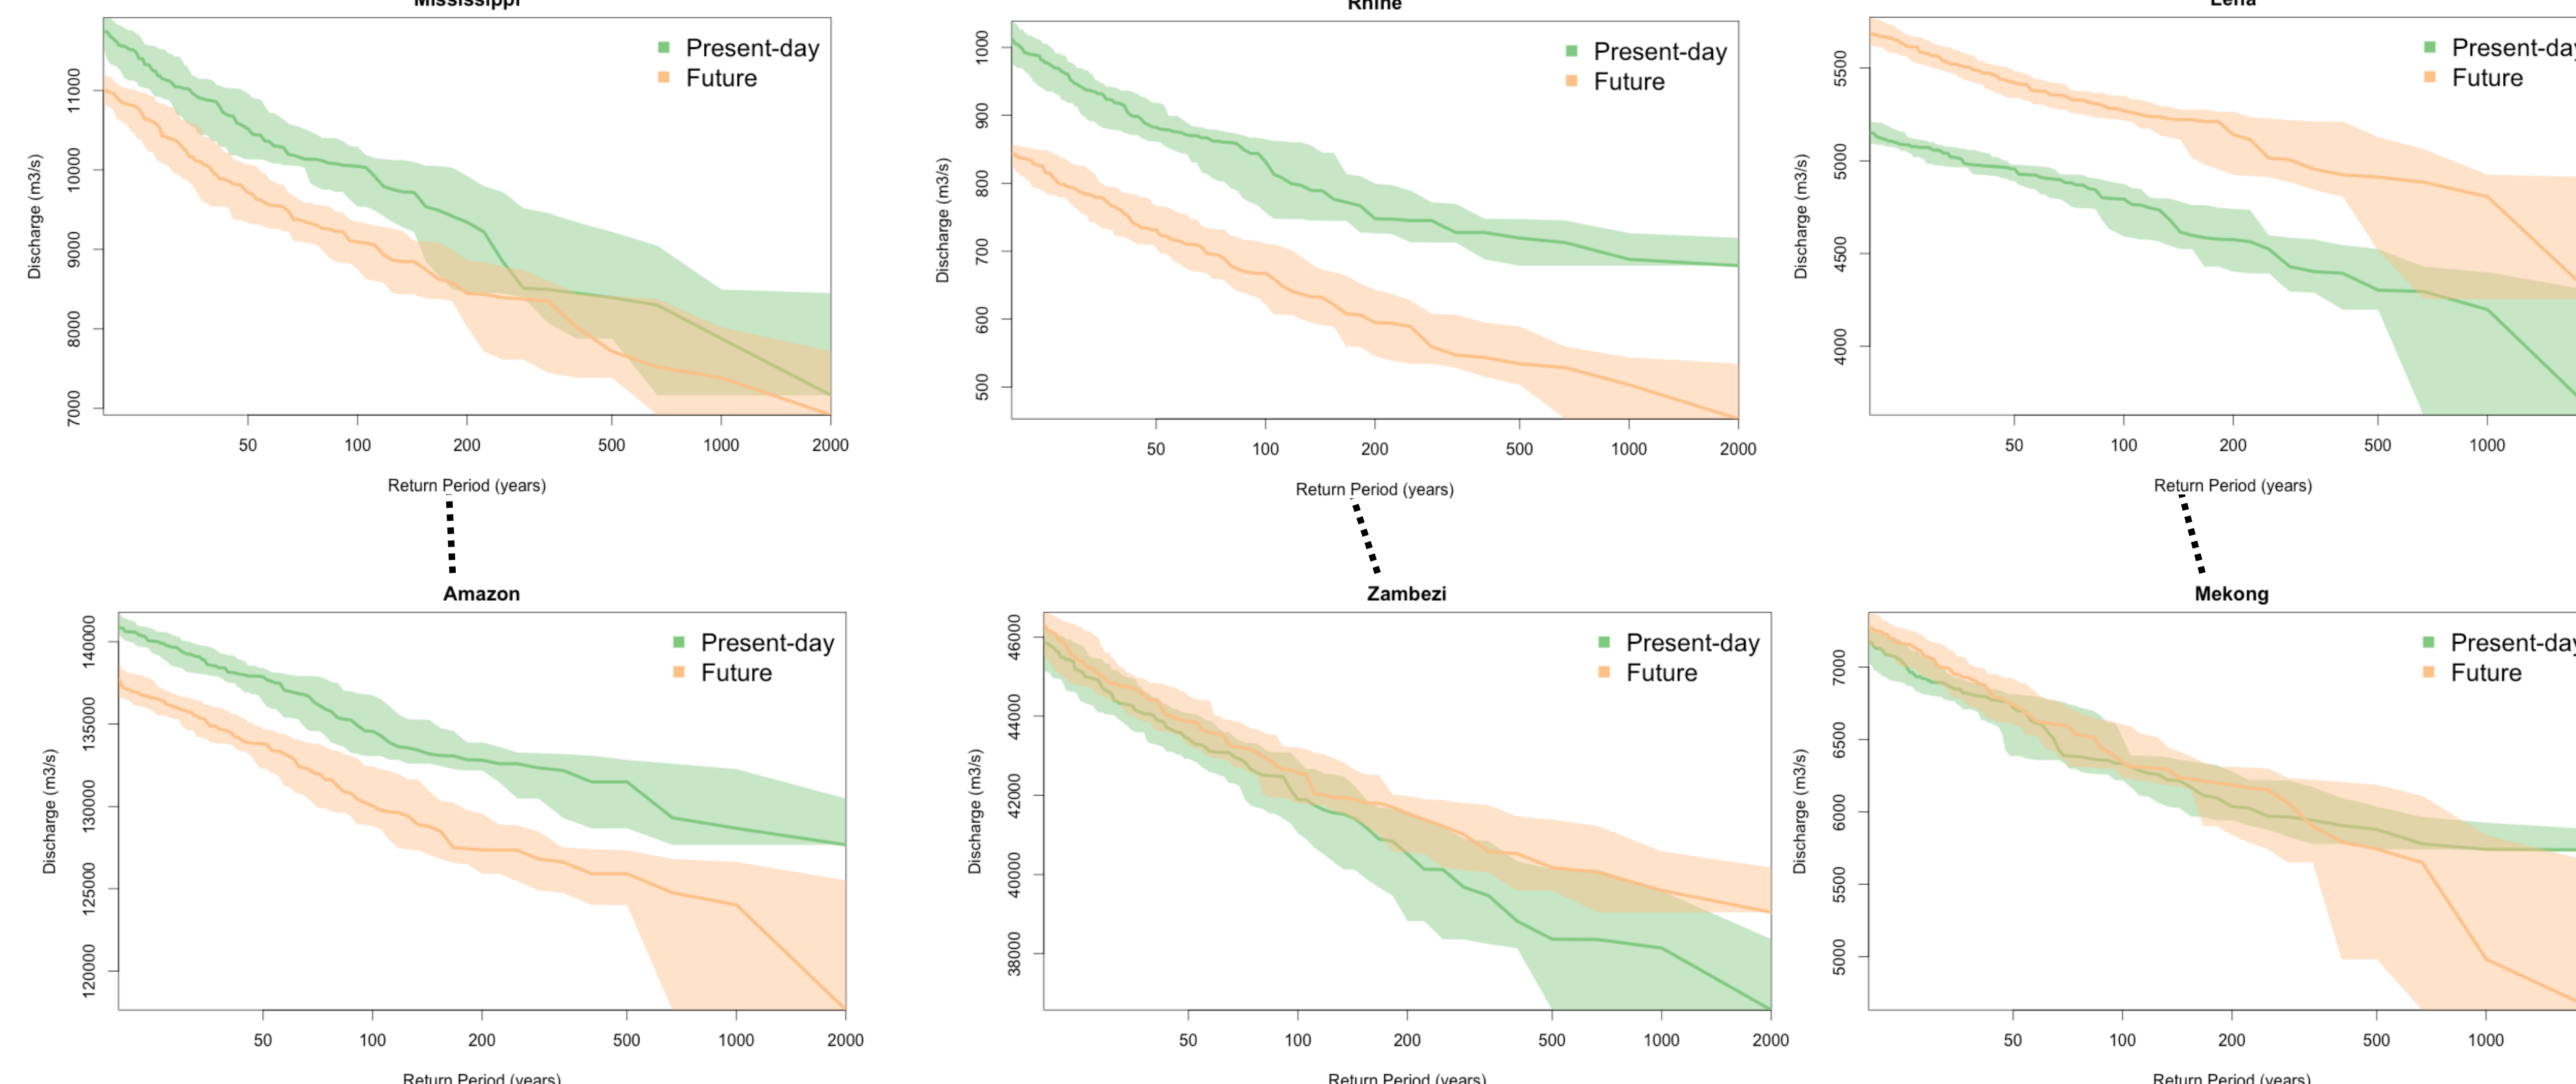 Mississippi
Rhine
Lena
Present-day
Future
Discharge (m3/s)
11000
10000
9000
8000
7000
50 100 200 500 1000 2000
Return Period (years)
Present-day
Future
Discharge (m3/s)
1000
900
800
700
600
500
50 100 200 500 1000 2000
Return Period (years)
Present-day
Future
Discharge (m3/s)
5500
5000
4500
4000
50 100 200 500 1000
Return Period (years)
Amazon
Present-day
Future
Discharge (m3/s)
140000
135000
130000
125000
120000
50 100 200 500 1000 2000
Return Period (years)
Zambezi
Present-day
Future
Discharge (m3/s)
46000
44000
42000
40000
38000
50 100 200 500 1000 2000
Return Period (years)
Mekong
Present-day
Future
Discharge (m3/s)
7000
6500
6000
5500
5000
50 100 200 500 1000
Return Period (years)